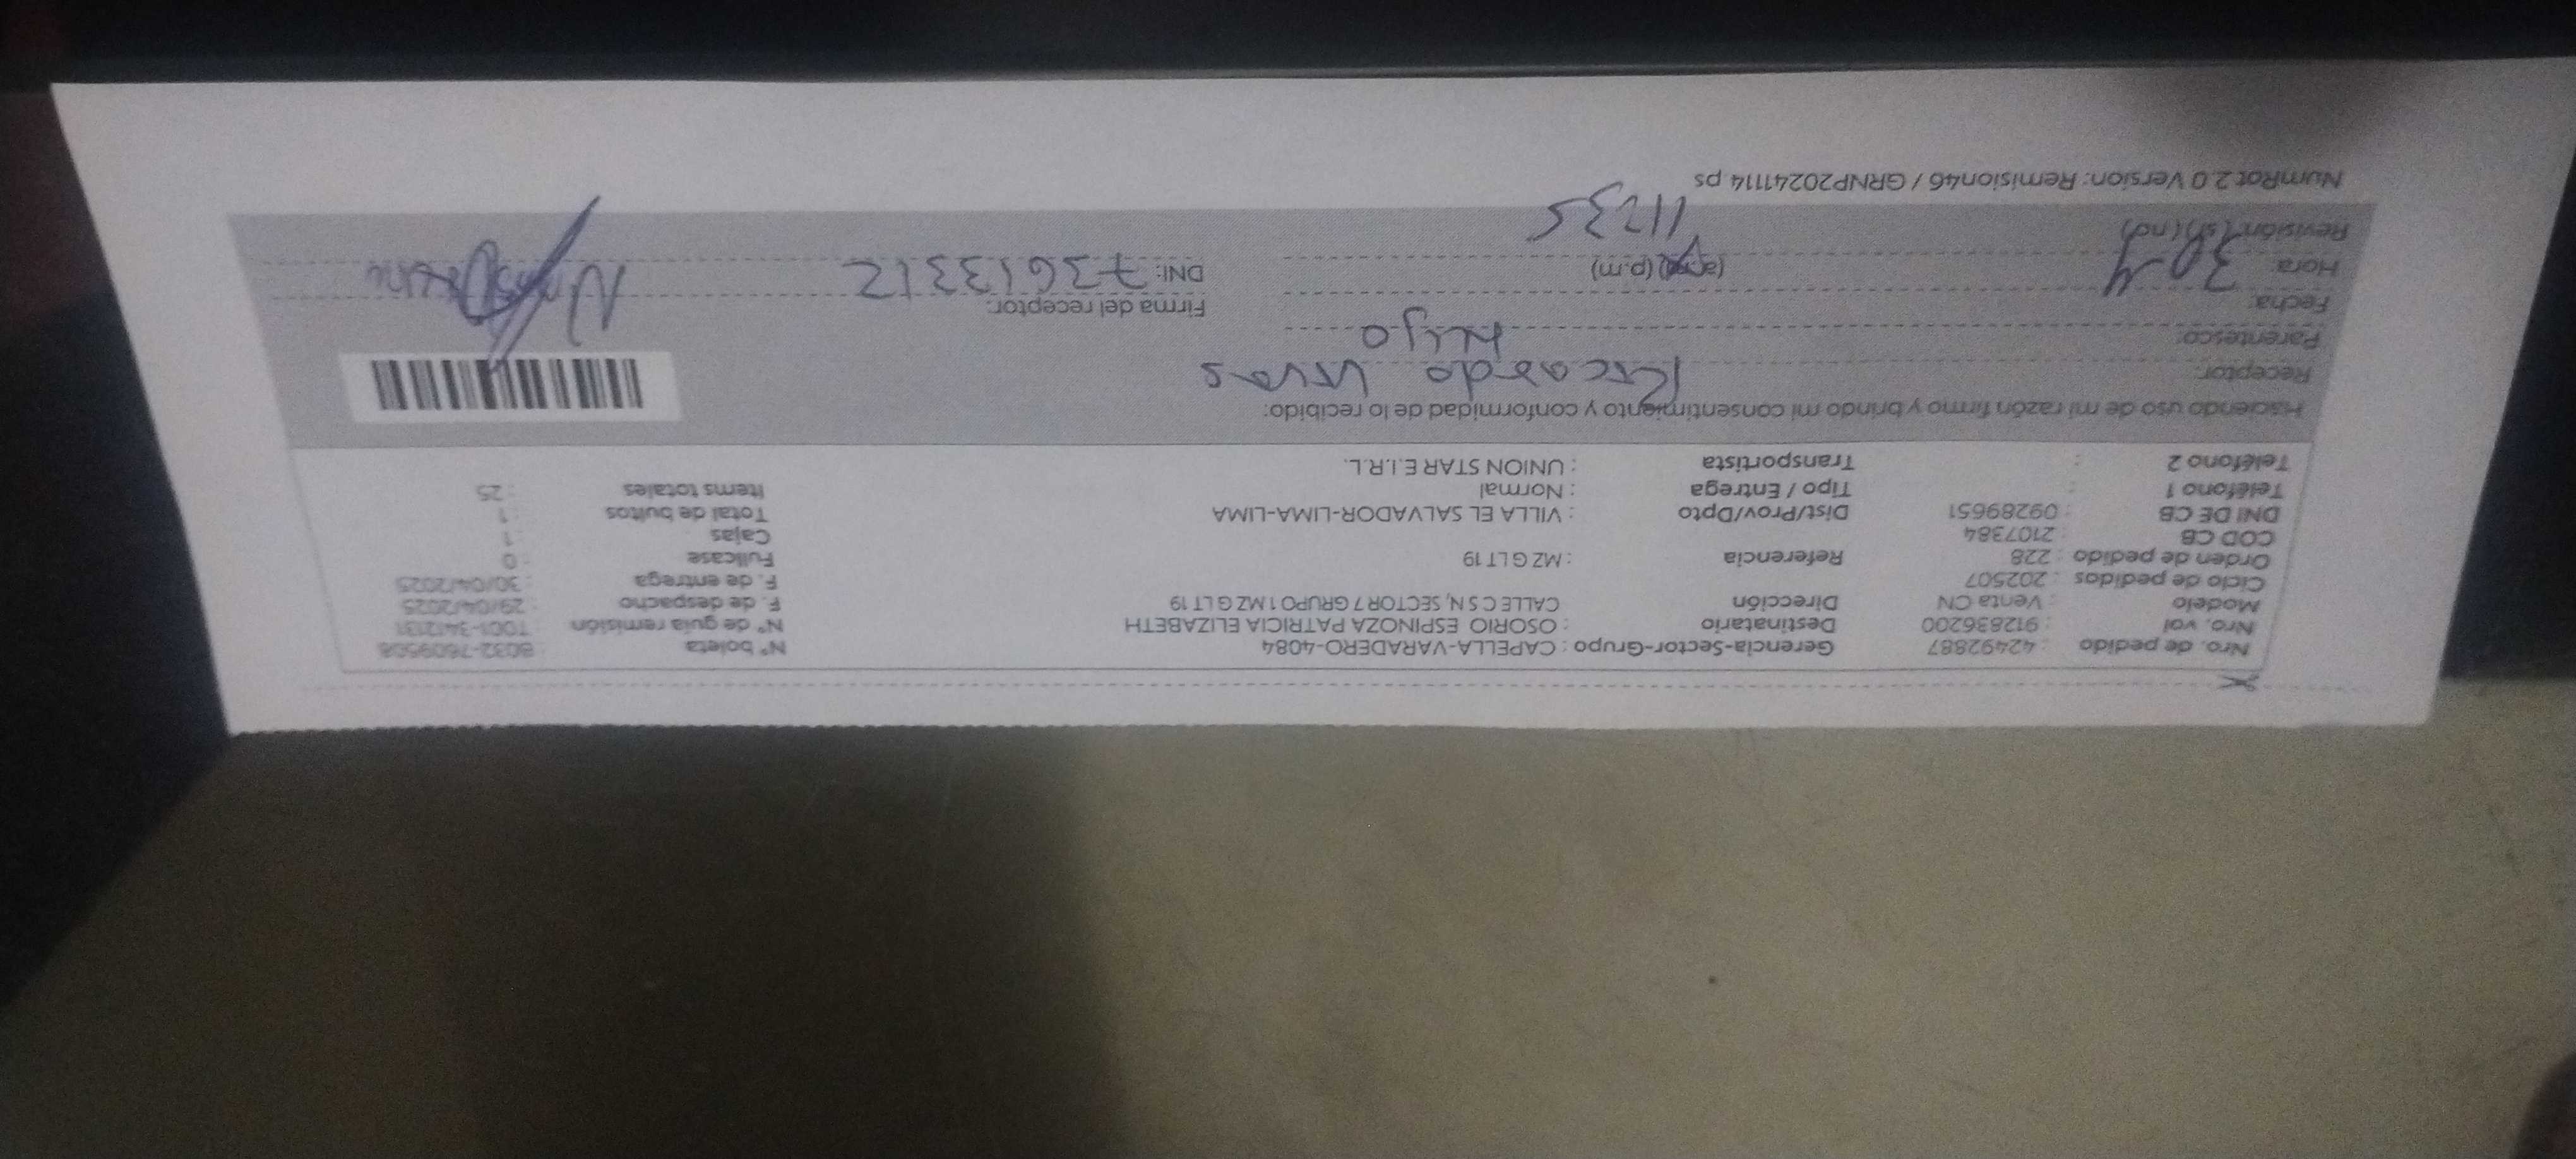 Nro. de pedido : 42492887 Gerencia-Sector-Grupo : CAPELLA-VARADERO-4084 N° boleta : B032-7609508
Nro. vol : 912836200 Destinatario : OSORIO ESPINOZA PATRICIA ELIZABETH N° de guía remisión : T001-3412131
Modelo : Venta CN Dirección CALLE C S N, SECTOR 7 GRUPO 1 MZ G LT 19 F. de despacho : 29/04/2025
Ciclo de pedidos : 202507 F. de entrega : 30/04/2025
Orden de pedido : 228 Referencia : MZ G LT 19 Fullcase : 0
COD CB : 2107384 Cajas : 1
DNI DE CB : 09289651 Dist/Prov/Dpto : VILLA EL SALVADOR-LIMA-LIMA Total de bultos : 1
Teléfono 1 : Tipo / Entrega : Normal Items totales : 25
Teléfono 2 : Transportista : UNION STAR E.I.R.L.
Haciendo uso de mi razón firmo y brindo mi consentimiento y conformidad de lo recibido:
Receptor: Ricardo Vivas
Parentesco: Hijo
Fecha: 30-4 Firma del receptor:
Hora: (a.m) (p.m) DNI: 73613312
Revisión: (si) (no) 11235
NumRot 2.0 Version: Remision46 / GRNP20241114 ps